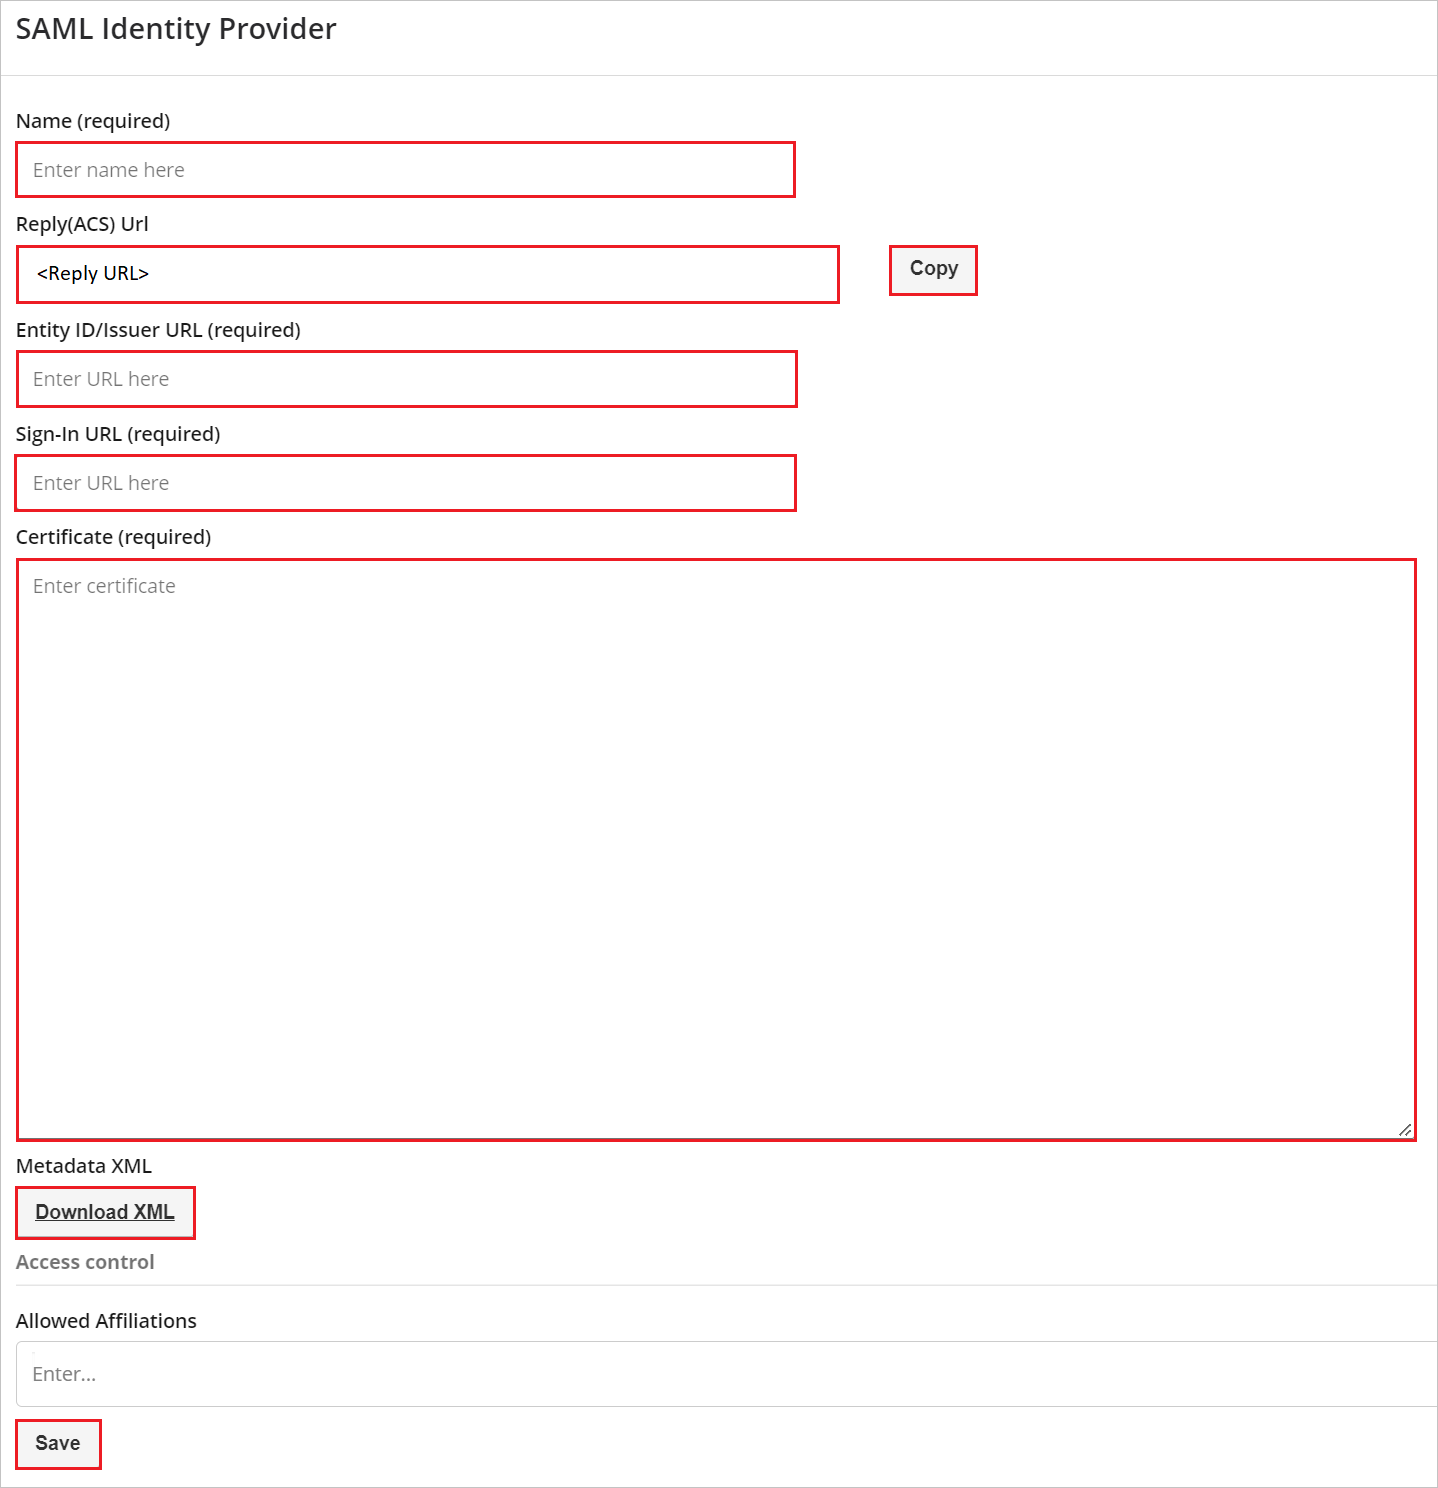 SAML Identity Provider
Name (required)
Enter name here
Reply(ACS) Url
<Reply URL>
Copy
Entity ID/Issuer URL (required)
Enter URL here
Sign-In URL (required)
Enter URL here
Certificate (required)
Enter certificate
Metadata XML
Download XML
Access control
Allowed Affiliations
Enter...
Save